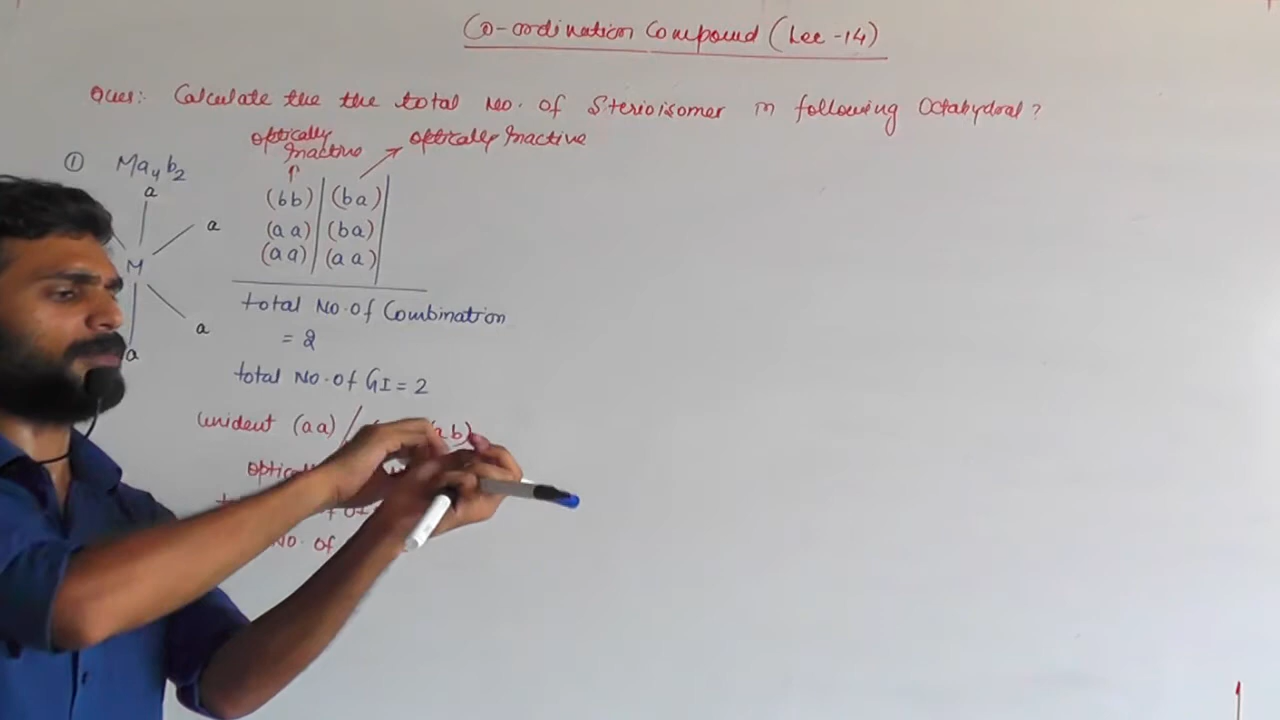 Co-ordination Compound (Lec-14)
Ques: Calculate the the total No. of Sterioisomer in following Octahydoral?
optically Inactive
optically Inactive
① Ma₄b₂
a
a
M
a
a
(bb) | (ba)
(aa) | (ba)
(aa) | (aa)
total No. of Combination
= 2
total No. of GI = 2
unident (aa) / ab)
No. of